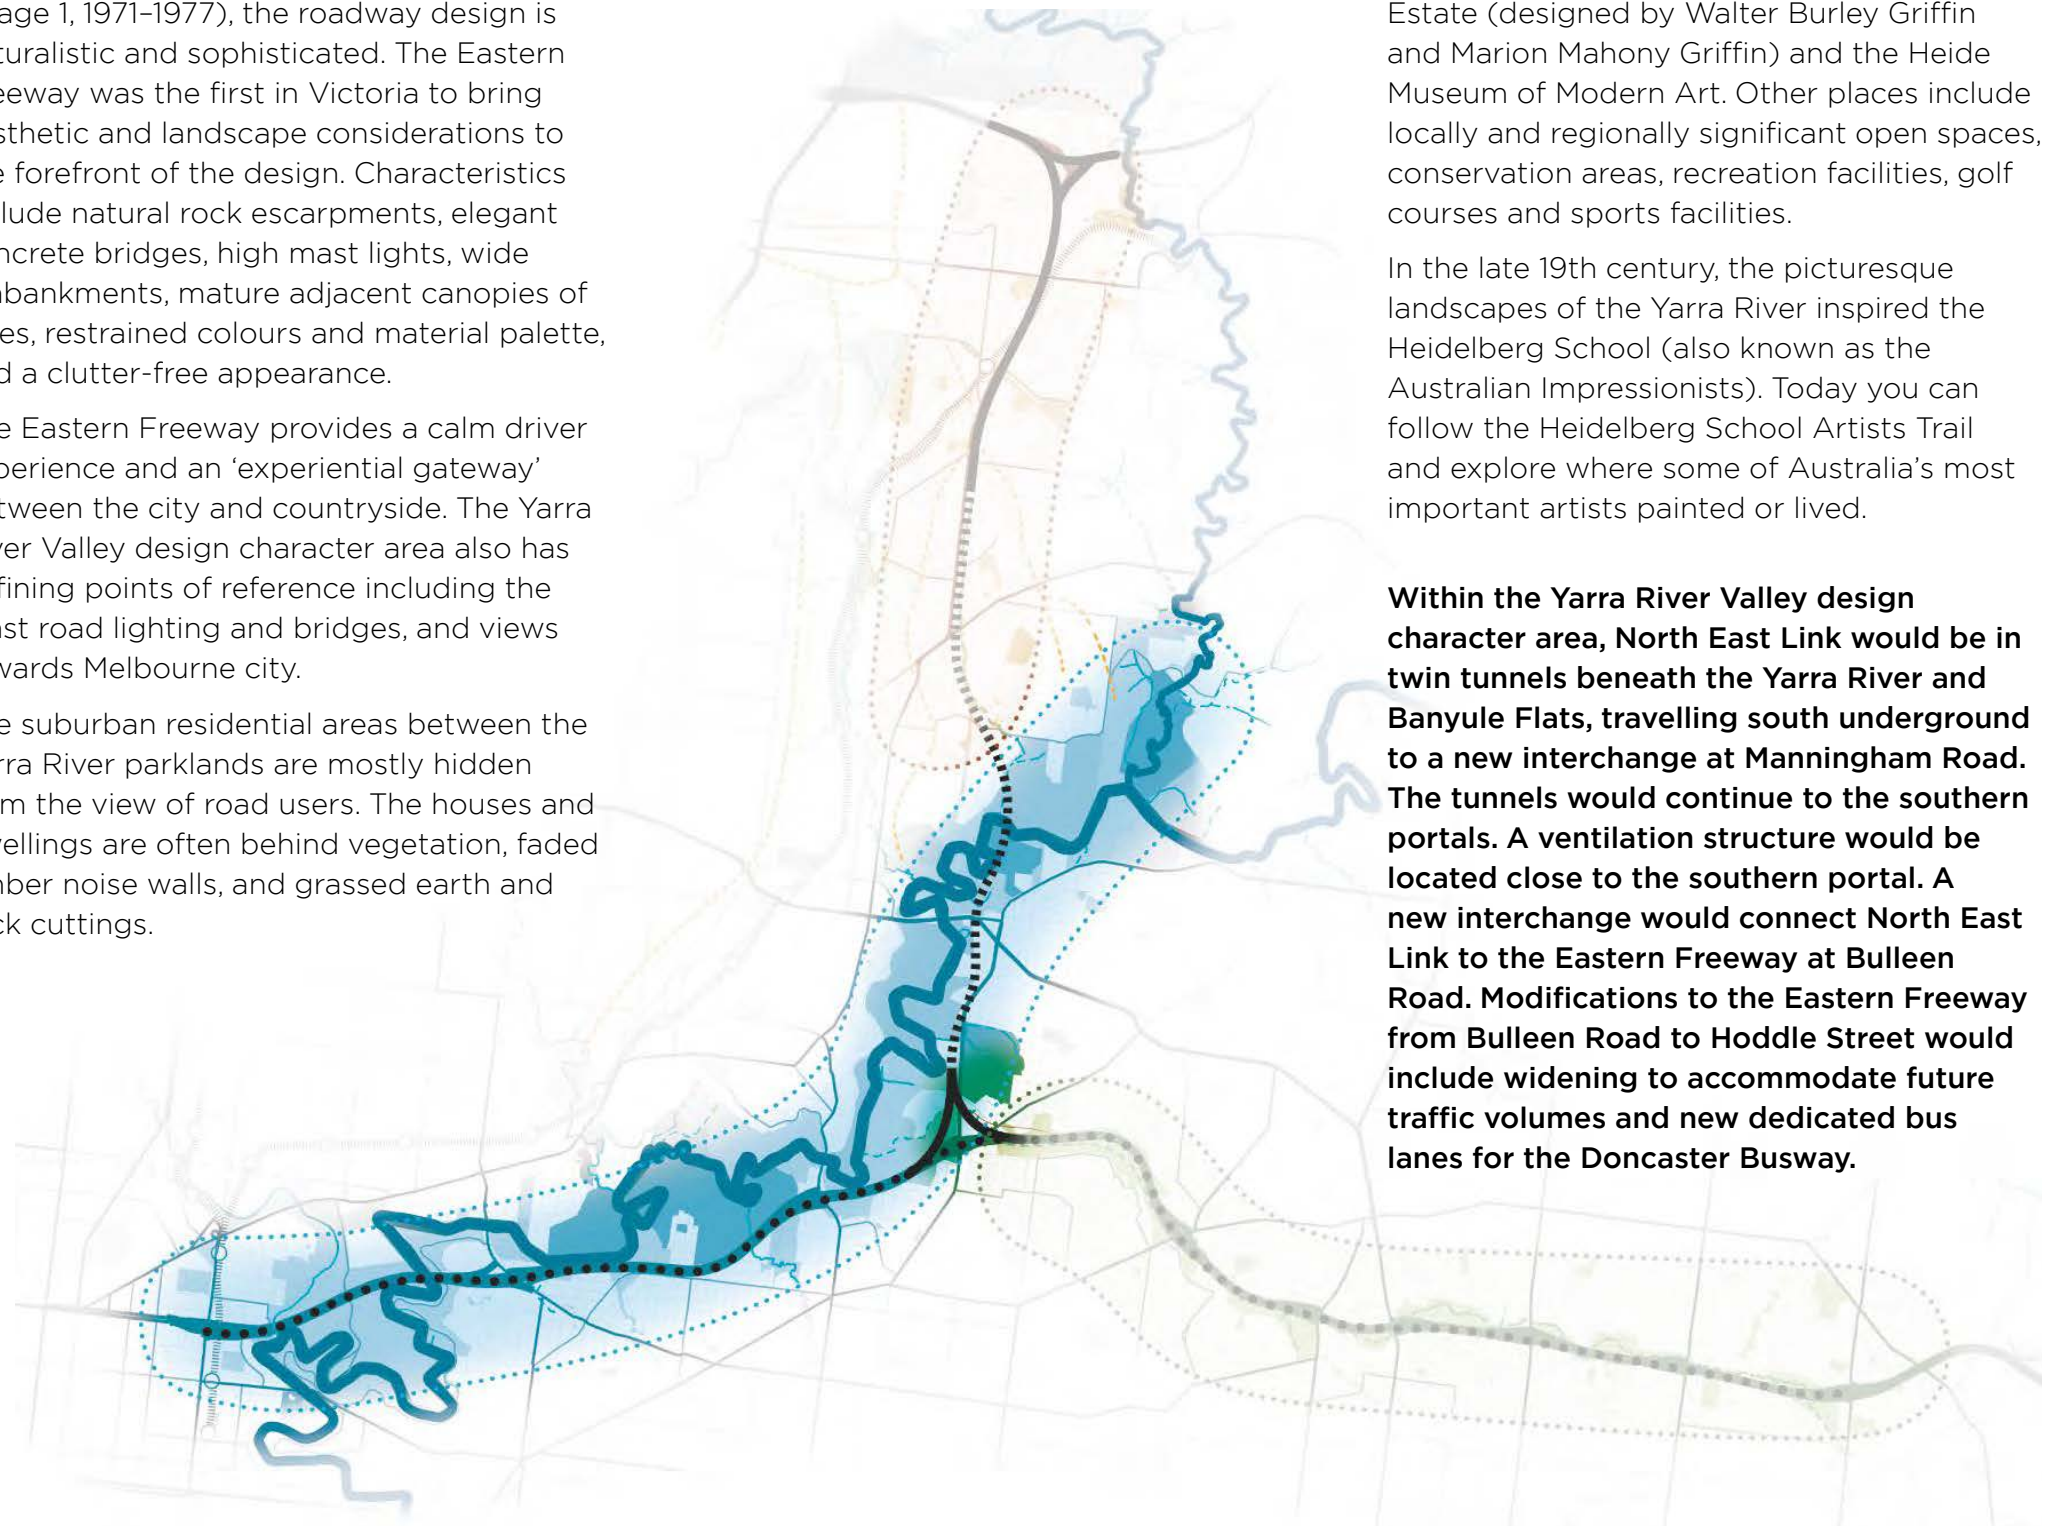 age 1, 1971–1977), the roadway design is
turalistic and sophisticated. The Eastern
eeway was the first in Victoria to bring
sthetic and landscape considerations to
e forefront of the design. Characteristics
lude natural rock escarpments, elegant
ncrete bridges, high mast lights, wide
bankments, mature adjacent canopies of
es, restrained colours and material palette,
d a clutter-free appearance.
e Eastern Freeway provides a calm driver
perience and an ‘experiential gateway’
tween the city and countryside. The Yarra
ver Valley design character area also has
fining points of reference including the
ast road lighting and bridges, and views
wards Melbourne city.
e suburban residential areas between the
rra River parklands are mostly hidden
m the view of road users. The houses and
vellings are often behind vegetation, faded
ber noise walls, and grassed earth and
ck cuttings.
Estate (designed by Walter Burley Griffin
and Marion Mahony Griffin) and the Heide
Museum of Modern Art. Other places include
locally and regionally significant open spaces,
conservation areas, recreation facilities, golf
courses and sports facilities.
In the late 19th century, the picturesque
landscapes of the Yarra River inspired the
Heidelberg School (also known as the
Australian Impressionists). Today you can
follow the Heidelberg School Artists Trail
and explore where some of Australia’s most
important artists painted or lived.
Within the Yarra River Valley design
character area, North East Link would be in
twin tunnels beneath the Yarra River and
Banyule Flats, travelling south underground
to a new interchange at Manningham Road.
The tunnels would continue to the southern
portals. A ventilation structure would be
located close to the southern portal. A
new interchange would connect North East
Link to the Eastern Freeway at Bulleen
Road. Modifications to the Eastern Freeway
from Bulleen Road to Hoddle Street would
include widening to accommodate future
traffic volumes and new dedicated bus
lanes for the Doncaster Busway.